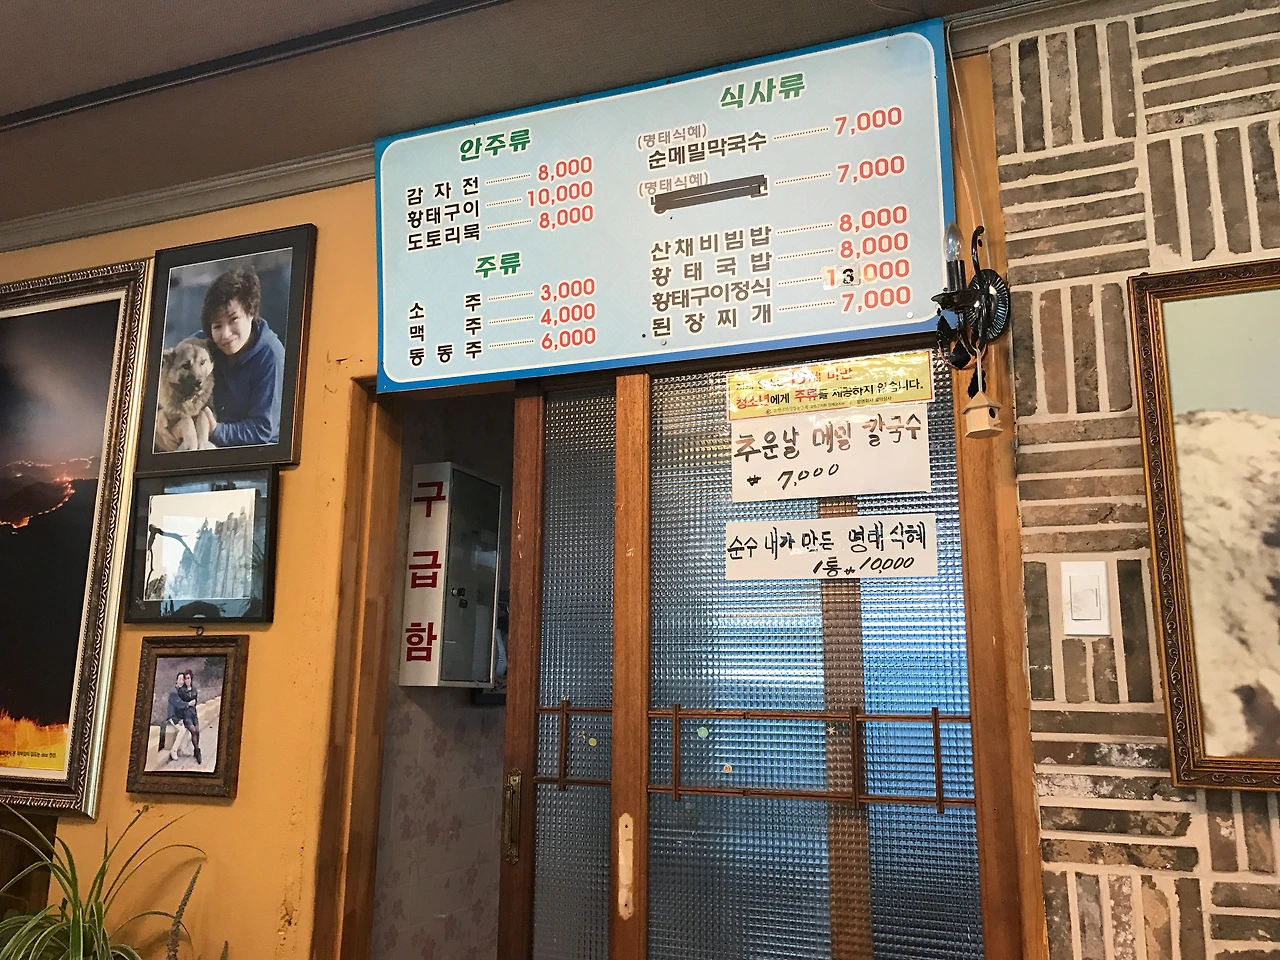 안주류
감자전 8,000
황태구이 10,000
도토리묵 8,000
주류
소주 3,000
맥주 4,000
동동주 6,000
식사류
(명태식혜)
순메밀막국수 7,000
(명태식혜)
7,000
산채비빔밥 8,000
황태국밥 8,000
황태구이정식 13,000
된장찌개 7,000
청소년에게 주류를 제공하지 않습니다.
추운날 메밀 칼국수
₩ 7,000
순수 내가 만든 명태식혜
1통 ₩ 10,000
구급함